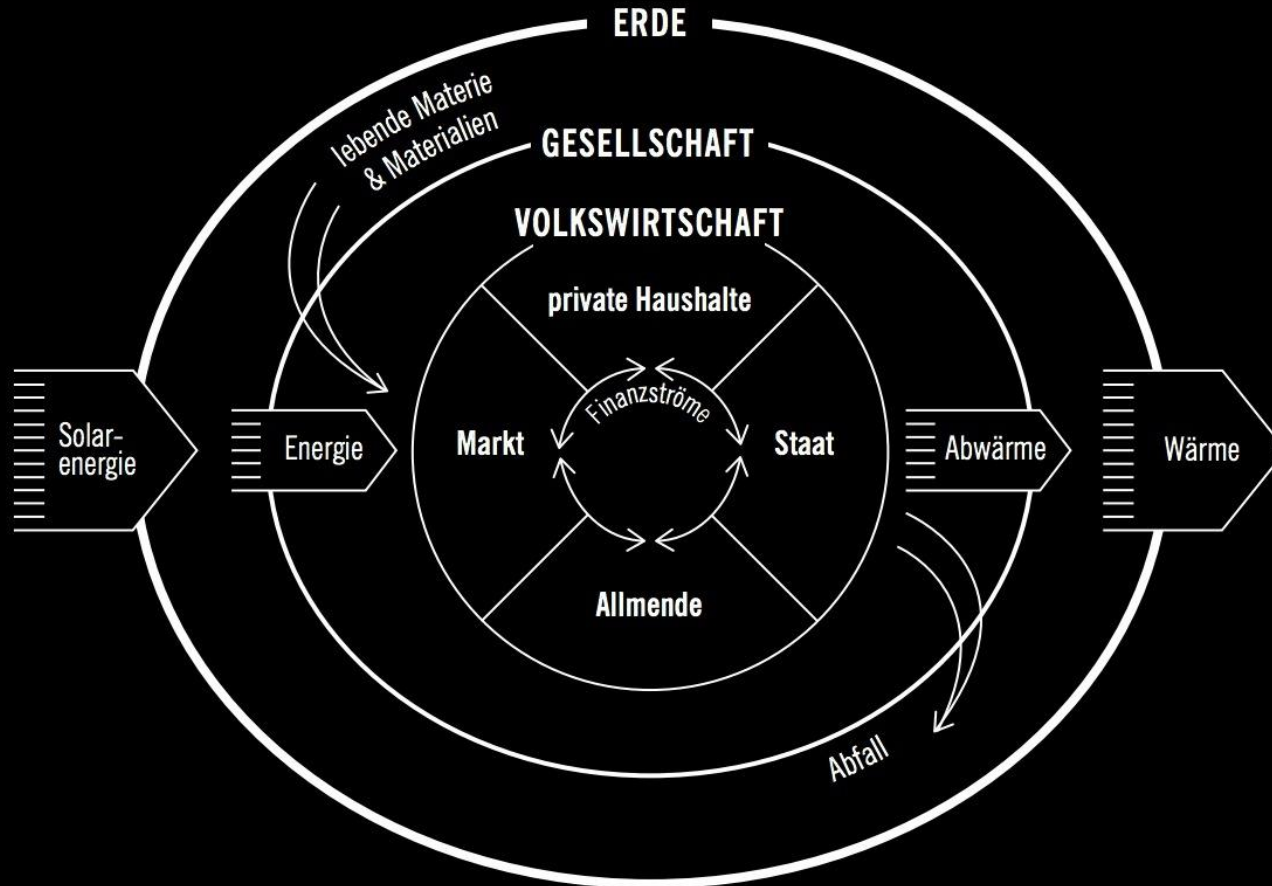 ERDE
lebende Materie
& Materialien
GESELLSCHAFT
VOLKSWIRTSCHAFT
private Haushalte
Finanzströme
Solar-
energie
Energie
Markt
Staat
Abwärme
Wärme
Allmende
Abfall